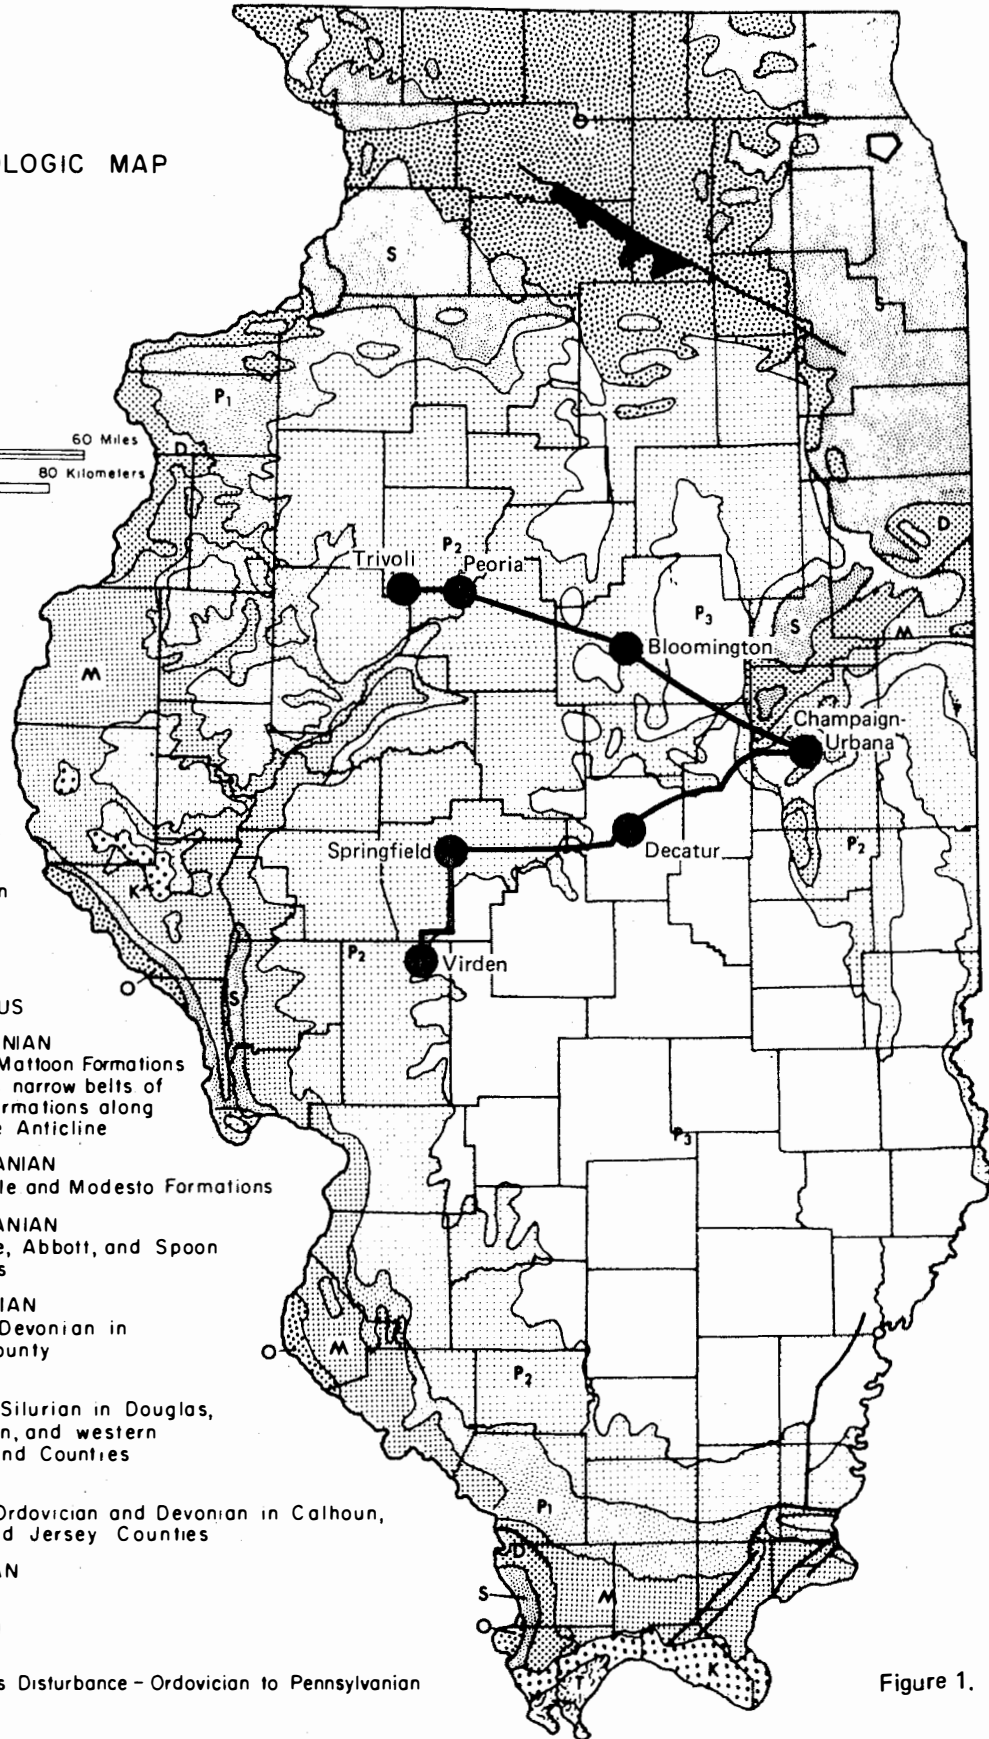 OLOGIC MAP
60 Miles
80 Kilometers
S
P1
D
P2
Trivoli
Peoria
P3
Bloomington
D
S
M
M
Champaign-
Urbana
Springfield
Decatur
P2
K
P2
Virden
S
O
n
US
NIAN
Mattoon Formations
narrow belts of
rmations along
e Anticline
P3
ANIAN
le and Modesto Formations
ANIAN
e, Abbott, and Spoon
s
IAN
Devonian in
ounty
O
M
P2
Silurian in Douglas,
n, and western
nd Counties
P1
Ordovician and Devonian in Calhoun,
d Jersey Counties
D
AN
S
M
O
K
T
s Disturbance – Ordovician to Pennsylvanian
Figure 1.